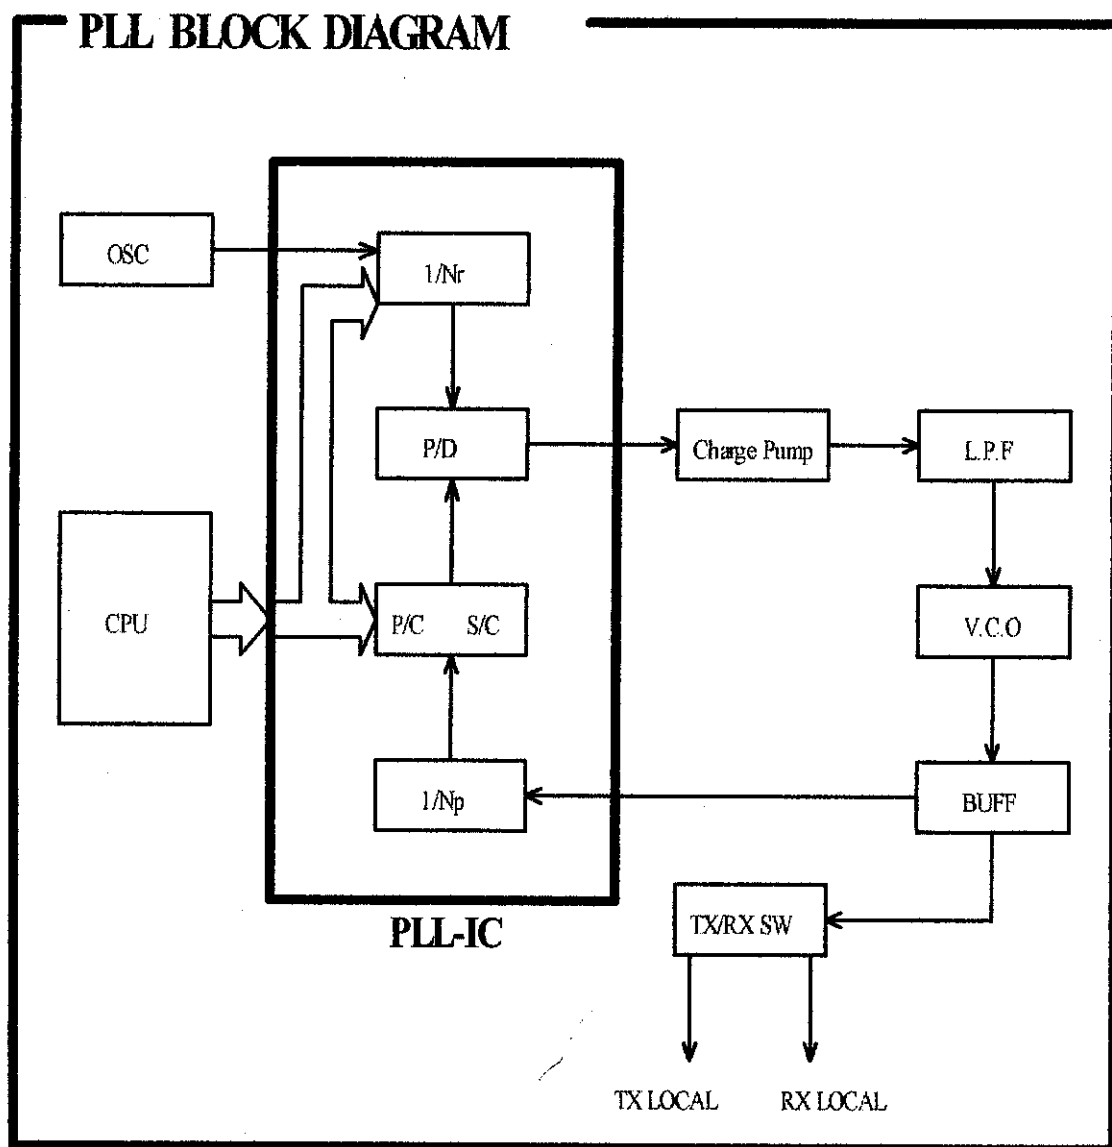 PLL BLOCK DIAGRAM
OSC
1/Nr
P/D
Charge Pump
L.P.F
CPU
P/C S/C
V.C.O
1/Np
BUFF
PLL-IC
TX/RX SW
TX LOCAL RX LOCAL